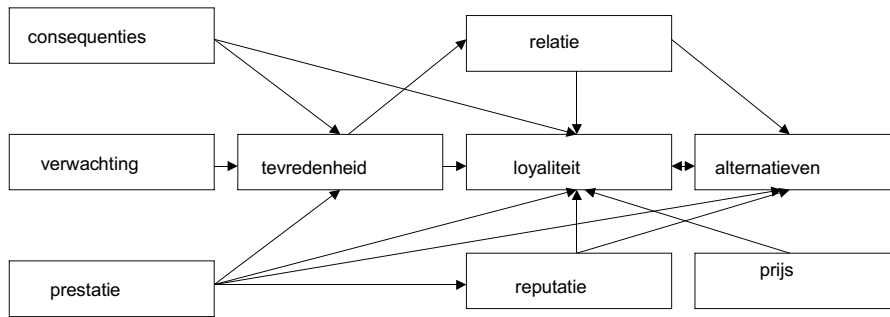 consequenties
relatie
verwachting
tevredenheid
loyaliteit
alternatieven
prestatie
reputatie
prijs